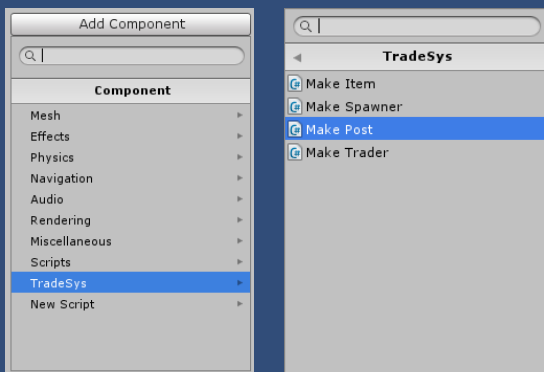 Add Component
Component
Mesh
Effects
Physics
Navigation
Audio
Rendering
Miscellaneous
Scripts
TradeSys
New Script
TradeSys
Make Item
Make Spawner
Make Post
Make Trader